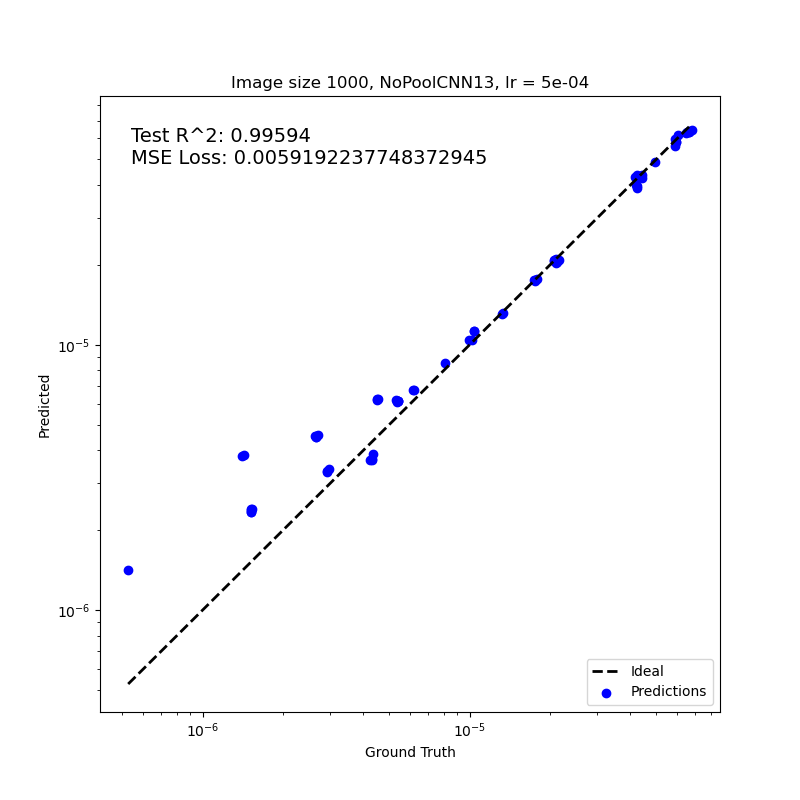 Image size 1000, NoPoolCNN13, lr = 5e-04
Test R^2: 0.99594
MSE Loss: 0.0059192237748372945
10⁻⁵
Predicted
10⁻⁶
Ideal
Predictions
10⁻⁶ 10⁻⁵
Ground Truth